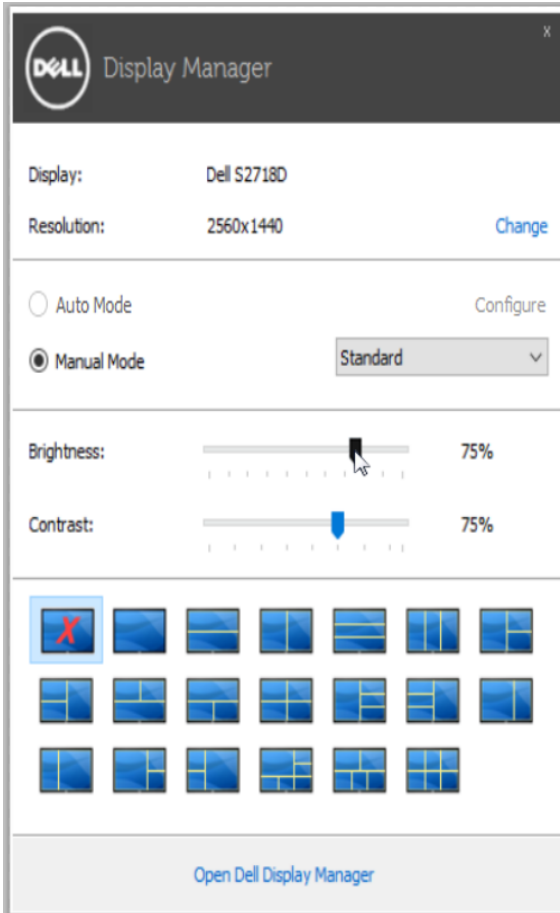 x
DELL Display Manager
Display: Dell S2718D
Resolution: 2560x1440 Change
Auto Mode Configure
Manual Mode Standard
Brightness: 75%
Contrast: 75%
X
Open Dell Display Manager